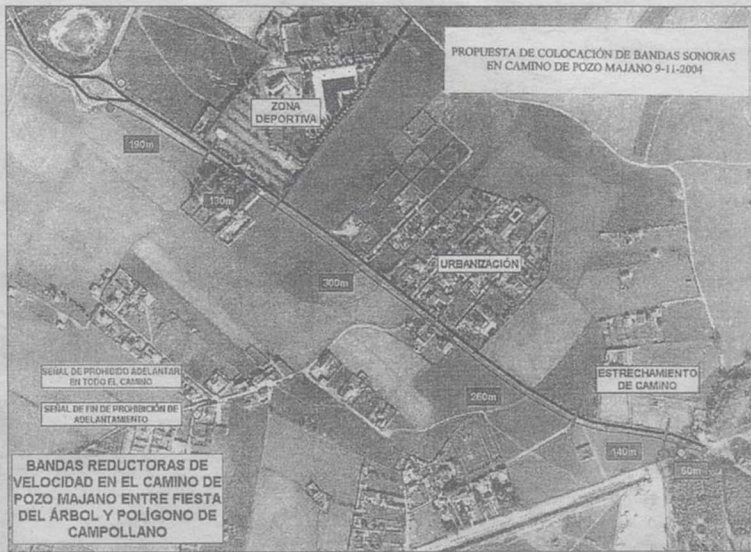 PROPUESTA DE COLOCACIÓN DE BANDAS SONORAS
EN CAMINO DE POZO MAJANO 9-11-2004
ZONA
DEPORTIVA
190m
130m
300m
URBANIZACIÓN
SEÑAL DE PROHIBIDO ADELANTAR
EN TODO EL CAMINO
SEÑAL DE FIN DE PROHIBICIÓN DE
ADELANTAMIENTO
ESTRECHAMIENTO
DE CAMINO
260m
140m
60m
BANDAS REDUCTORAS DE
VELOCIDAD EN EL CAMINO DE
POZO MAJANO ENTRE FIESTA
DEL ÁRBOL Y POLÍGONO DE
CAMPOLLANO